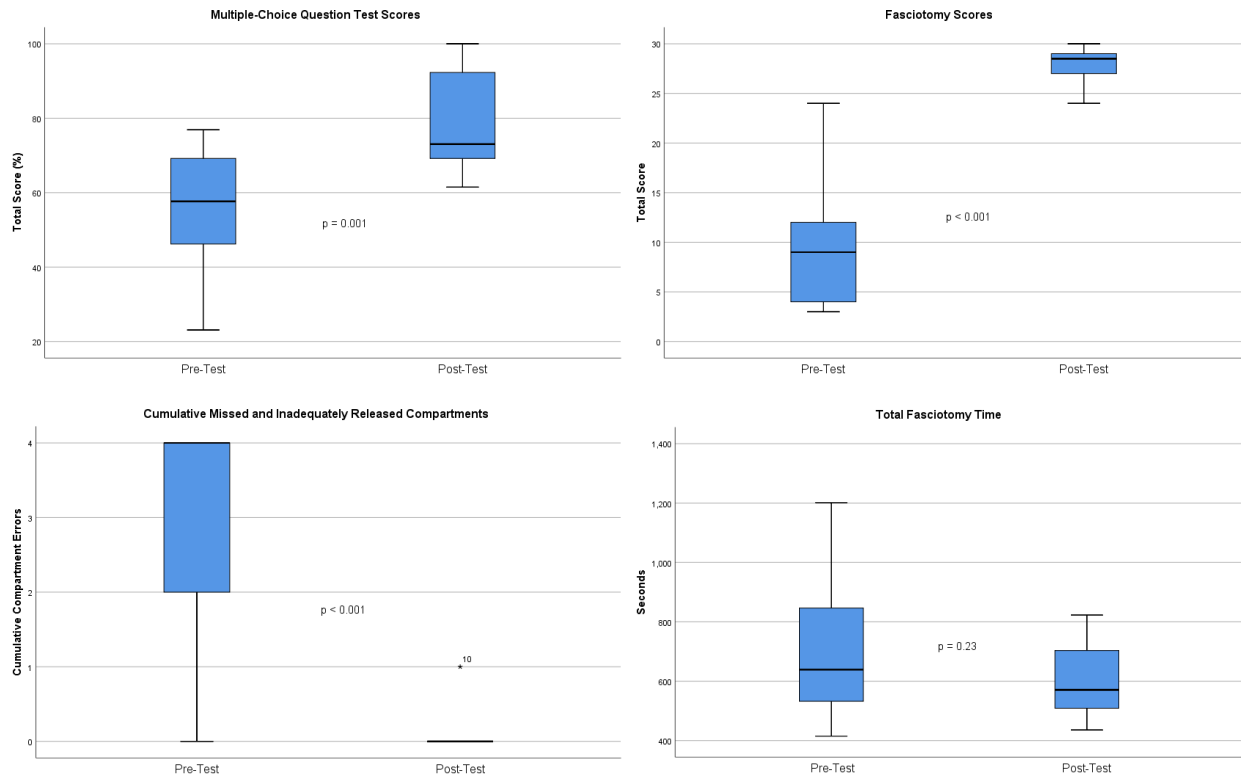 Multiple-Choice Question Test Scores
Total Score (%)
100
80
60
40
20
p = 0.001
Pre-Test
Post-Test
Fasciotomy Scores
Total Score
30
25
20
15
10
5
0
p < 0.001
Pre-Test
Post-Test
Cumulative Missed and Inadequately Released Compartments
Cumulative Compartment Errors
4
3
2
1
0
p < 0.001
10
Pre-Test
Post-Test
Total Fasciotomy Time
Seconds
1,400
1,200
1,000
800
600
400
p = 0.23
Pre-Test
Post-Test